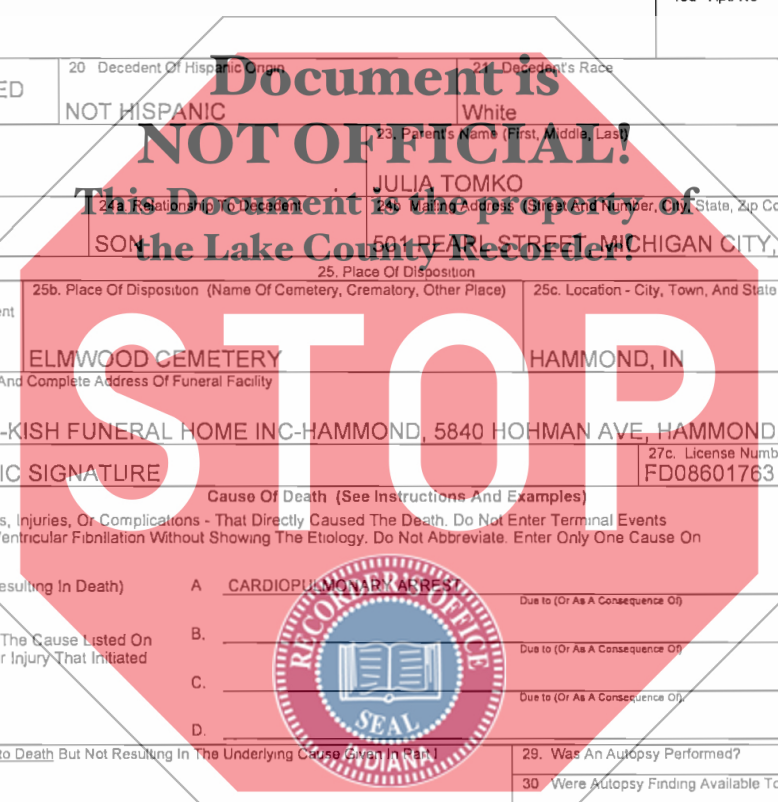 20 Decedent Of Hispanic Origin
21. Decedent's Race
ED
NOT HISPANIC
White
Document is
NOT OFFICIAL!
This Document is the property of
the Lake County Recorder!
23. Parent's Name (First, Middle, Last)
JULIA TOMKO
24a. Relationship To Decedent
24b. Mailing Address (Street And Number, City, State, Zip Co
SON
501 PEARL STREET, MICHIGAN CITY,
25. Place Of Disposition
25b. Place Of Disposition (Name Of Cemetery, Crematory, Other Place)
25c. Location - City, Town, And State
ent
ELMWOOD CEMETERY
HAMMOND, IN
STOP
And Complete Address Of Funeral Facility
-KISH FUNERAL HOME INC-HAMMOND, 5840 HOHMAN AVE, HAMMOND
27c. License Numb
IC SIGNATURE
FD08601763
Cause Of Death (See Instructions And Examples)
s, Injuries, Or Complications - That Directly Caused The Death. Do Not Enter Terminal Events
entricular Fibrillation Without Showing The Etiology. Do Not Abbreviate. Enter Only One Cause On
esulting In Death)
A CARDIOPULMONARY ARREST
Due to (Or As A Consequence Of)
The Cause Listed On
r Injury That Initiated
B.
Due to (Or As A Consequence Of)
C.
Due to (Or As A Consequence Of)
D.
RECORDER'S OFFICE
SEAL
INDIANA
to Death But Not Resulting In The Underlying Cause Given In Part I
29. Was An Autopsy Performed?
30 Were Autopsy Finding Available To